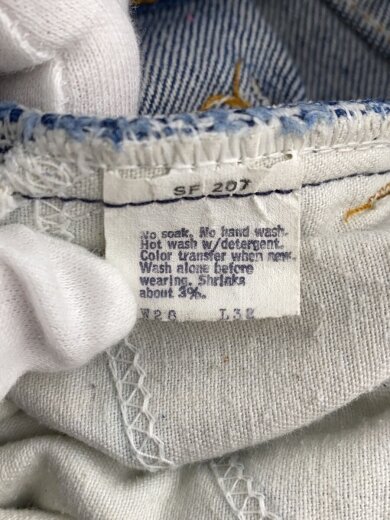 SF 207
No soak. No hand wash.
Hot wash w/detergent.
Color transfer when new.
Wash alone before
wearing. Shrinks
about 3%.
W28 L32